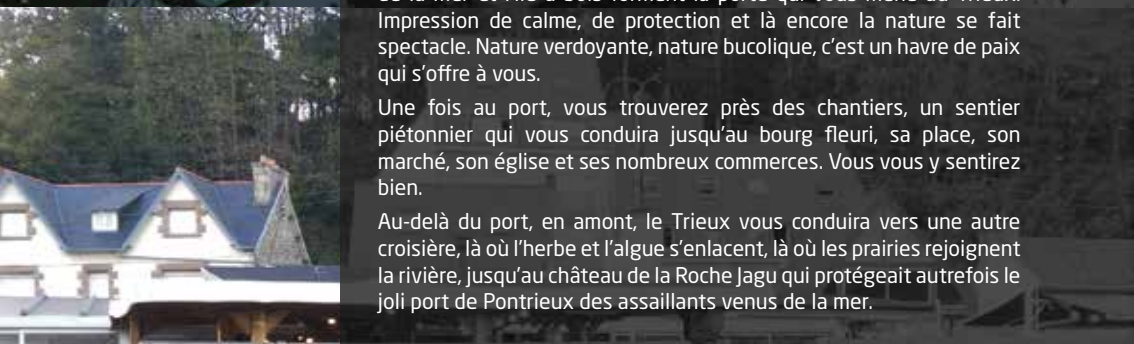 Impression de calme, de protection et là encore la nature se fait
spectacle. Nature verdoyante, nature bucolique, c'est un havre de paix
qui s'offre à vous.
Une fois au port, vous trouverez près des chantiers, un sentier
piétonnier qui vous conduira jusqu'au bourg fleuri, sa place, son
marché, son église et ses nombreux commerces. Vous vous y sentirez
bien.
Au-delà du port, en amont, le Trieux vous conduira vers une autre
croisière, là où l'herbe et l'algue s'enlacent, là où les prairies rejoignent
la rivière, jusqu'au château de la Roche Jagu qui protégeait autrefois le
joli port de Pontrieux des assaillants venus de la mer.